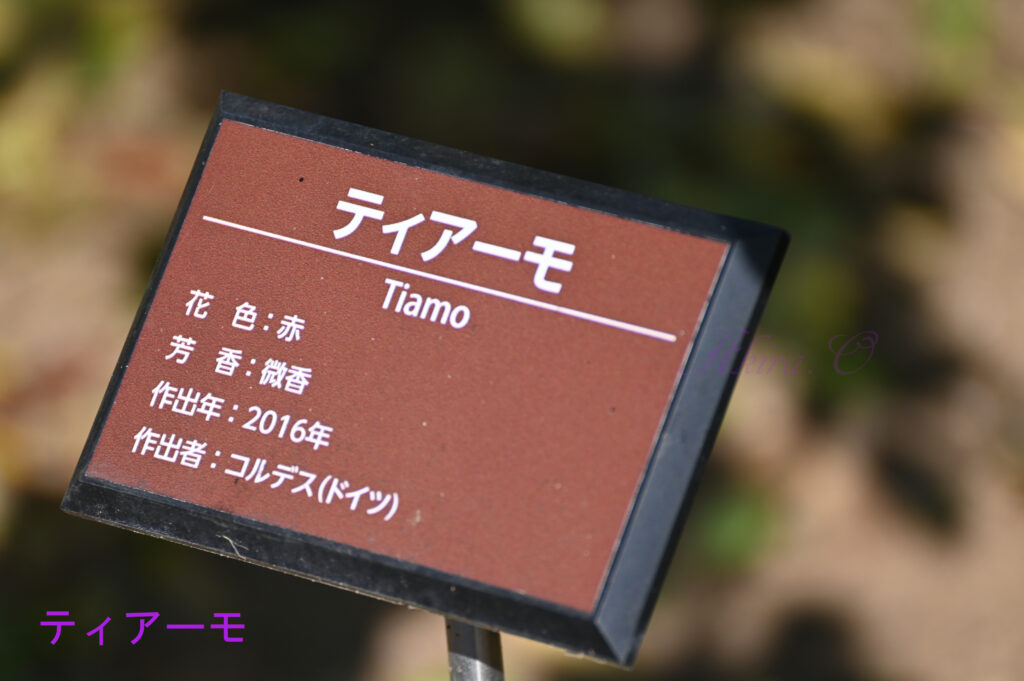 ティアーモ
Tiamo
花 色：赤
芳 香：微香
作出年：2016年
作出者：コルデス(ドイツ)
ティアーモ